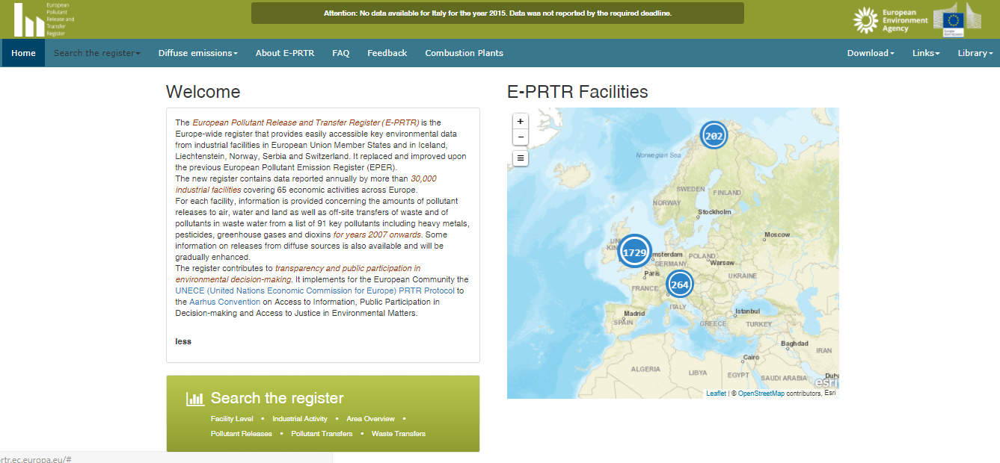 European
Pollutant
Release and
Transfer
Register
Attention: No data available for Italy for the year 2015. Data was not reported by the required deadline.
European
Environment
Agency
Home Search the register Diffuse emissions About E-PRTR FAQ Feedback Combustion Plants Download Links Library
Welcome
The European Pollutant Release and Transfer Register (E-PRTR) is the
Europe-wide register that provides easily accessible key environmental data
from industrial facilities in European Union Member States and in Iceland,
Liechtenstein, Norway, Serbia and Switzerland. It replaced and improved upon
the previous European Pollutant Emission Register (EPER).
The new register contains data reported annually by more than 30,000
industrial facilities covering 65 economic activities across Europe.
For each facility, information is provided concerning the amounts of pollutant
releases to air, water and land as well as off-site transfers of waste and of
pollutants in waste water from a list of 91 key pollutants including heavy metals,
pesticides, greenhouse gases and dioxins for years 2007 onwards. Some
information on releases from diffuse sources is also available and will be
gradually enhanced.
The register contributes to transparency and public participation in
environmental decision-making. It implements for the European Community the
UNECE (United Nations Economic Commission for Europe) PRTR Protocol to
the Aarhus Convention on Access to Information, Public Participation in
Decision-making and Access to Justice in Environmental Matters.
less
Search the register
Facility Level • Industrial Activity • Area Overview •
Pollutant Releases • Pollutant Transfers • Waste Transfers
E-PRTR Facilities
+
−
202
Norwegian Sea
SWEDEN
FINLAND
NORWAY
Stockholm
Moscow
UN
KIN
1729
msterdam
POLAND
GERMANY
Warsaw
Paris
UKRAINE
FRANCE
264
ITALY
Madrid
SPAIN
Istanbul
GREECE
TURKEY
Baghdad
IRAN
Cairo
ALGERIA
LIBYA
EGYPT
SAUDI ARABIA
Dub
esri
Leaflet | © OpenStreetMap contributors, Esri
rtr.ec.europa.eu/#